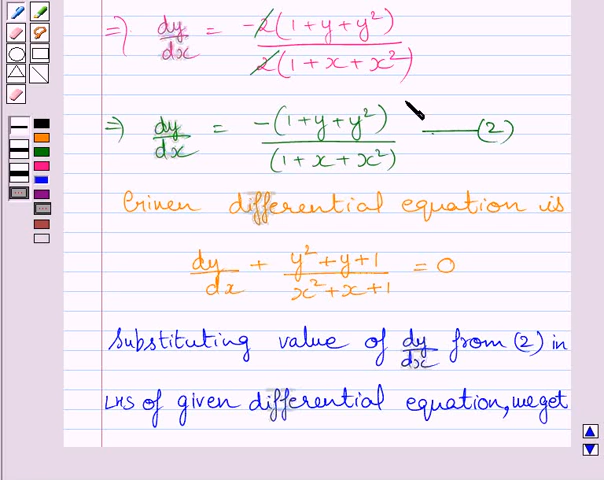 ⇒ dy/dx = -2(1+y+y²)/2(1+x+x²)
⇒ dy/dx = -(1+y+y²)/(1+x+x²) —(2)
Given differential equation is
dy/dx + y²+y+1/x²+x+1 = 0
Substituting value of dy/dx from (2) in
LHS of given differential equation, we get